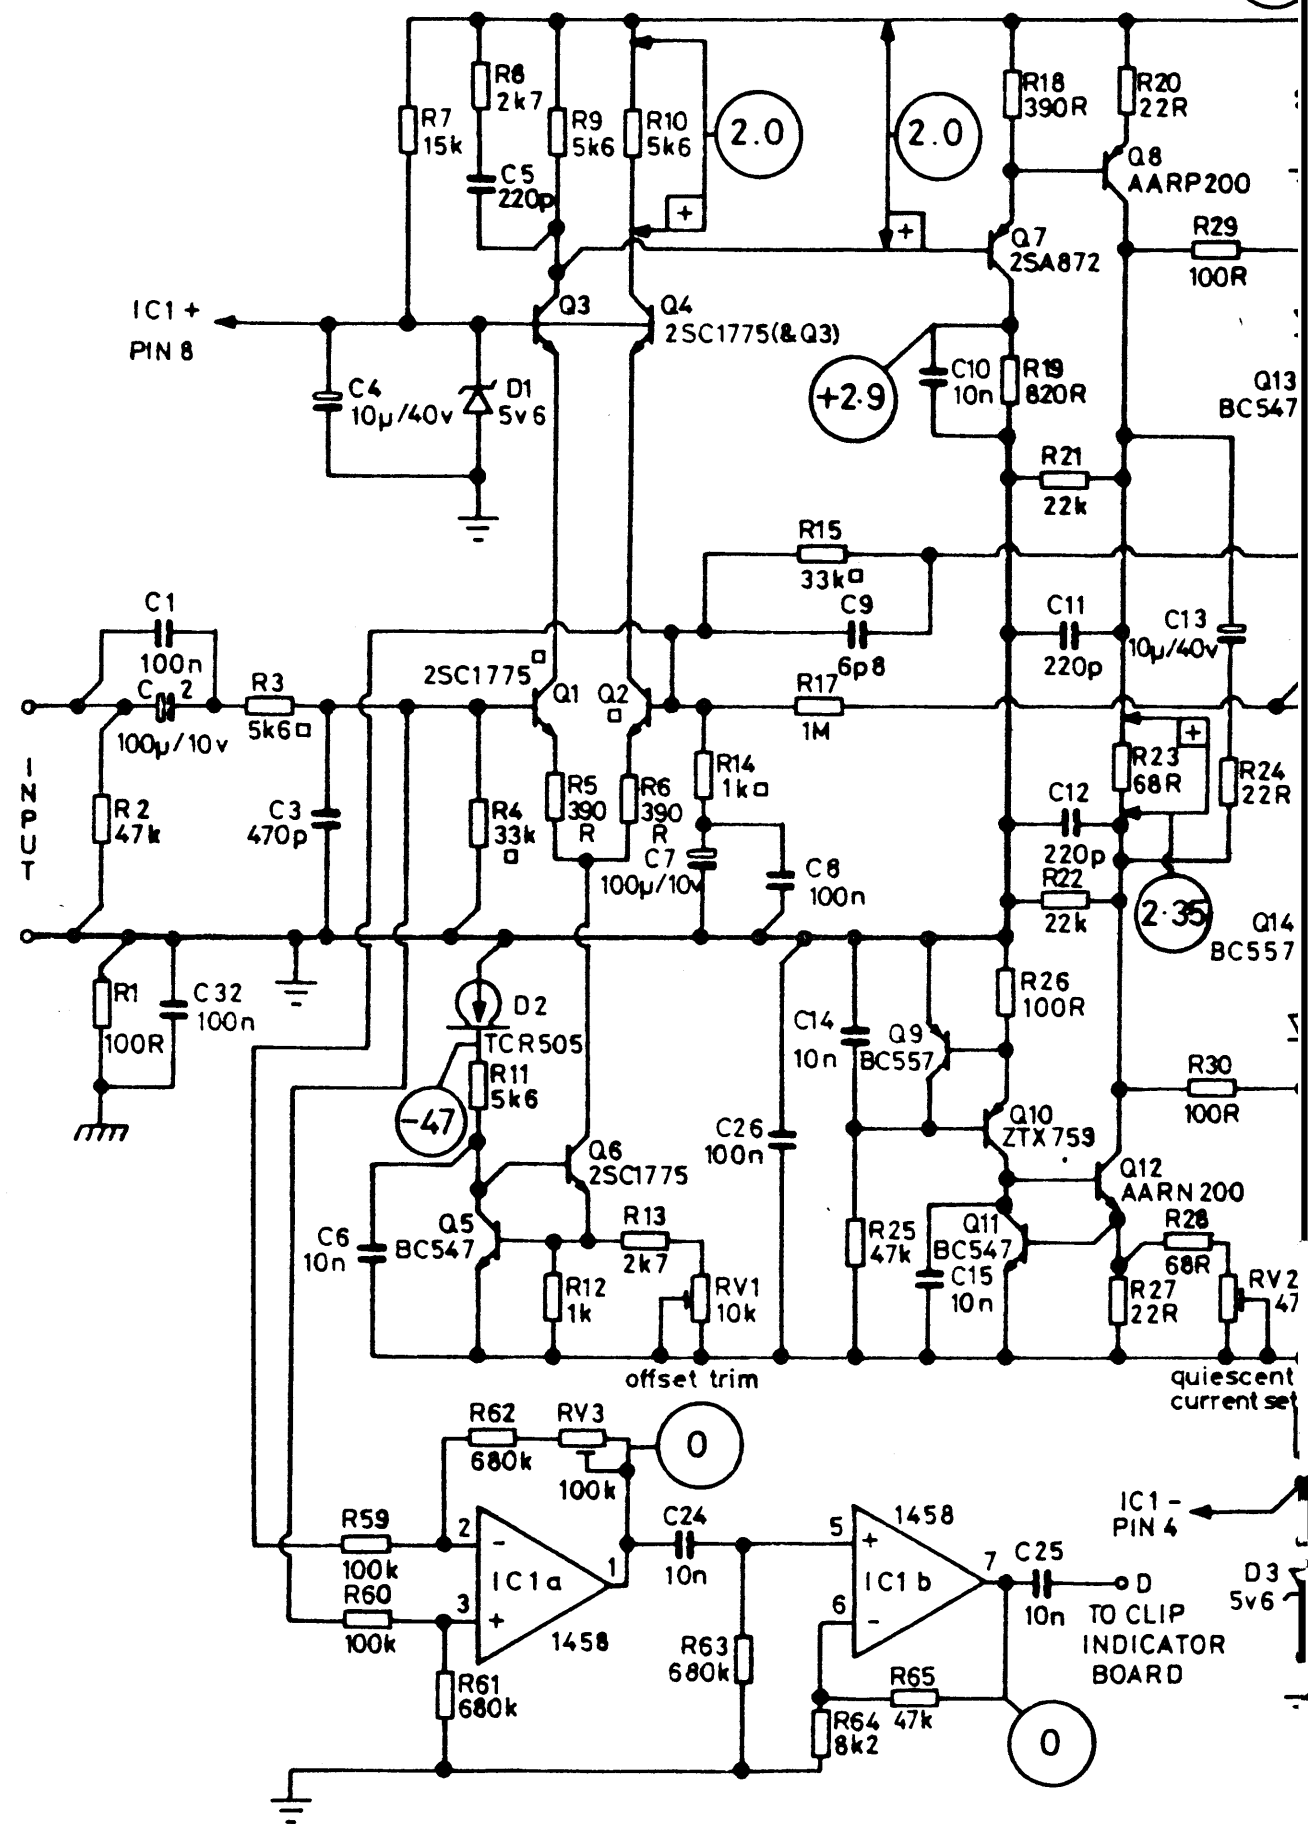 R8
2k7
R7
15k
R9
5k6
R10
5k6
2.0
2.0
C5
220p
+
+
R18
390R
R20
22R
Q8
AARP200
Q7
2SA872
R29
100R
IC1 +
PIN 8
Q3
Q4
2SC1775(&Q3)
C4
10µ/40v
D1
5v6
+2.9
C10
10n
R19
820R
Q13
BC547
R21
22k
R15
33k
C9
6p8
C11
220p
C13
10µ/40v
C1
100n
C 2
100µ/10v
R3
5k6
2SC1775
Q1
Q2
R17
1M
+
INPUT
R2
47k
C3
470p
R4
33k
R5
390
R
R6
390
R
R14
1k
C7
100µ/10v
C8
100n
C12
220p
R23
68R
R24
22R
R22
22k
2.35
Q14
BC557
R1
100R
C32
100n
D2
TCR505
R11
5k6
-47
C14
10n
Q9
BC557
R26
100R
R30
100R
Q10
ZTX753
C26
100n
Q6
2SC1775
Q12
AARN200
C6
10n
Q5
BC547
R13
2k7
R12
1k
RV1
10k
R25
47k
Q11
BC547
C15
10n
R28
68R
R27
22R
RV2
47
offset trim
quiescent
current set
R62
680k
RV3
100k
0
R59
100k
2
-
IC1a
1
3
+
1458
R60
100k
R61
680k
C24
10n
R63
680k
1458
5
+
IC1b
7
6
-
C25
10n
D
TO CLIP
INDICATOR
BOARD
IC1 -
PIN 4
D3
5v6
R65
47k
R64
8k2
0